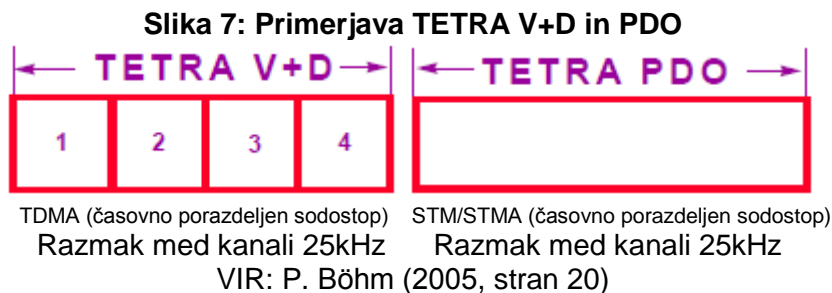 Slika 7: Primerjava TETRA V+D in PDO
TETRA V+D TETRA PDO
1 2 3 4
TDMA (časovno porazdeljen sodostop) STM/STMA (časovno porazdeljen sodostop)
Razmak med kanali 25kHz Razmak med kanali 25kHz
VIR: P. Böhm (2005, stran 20)